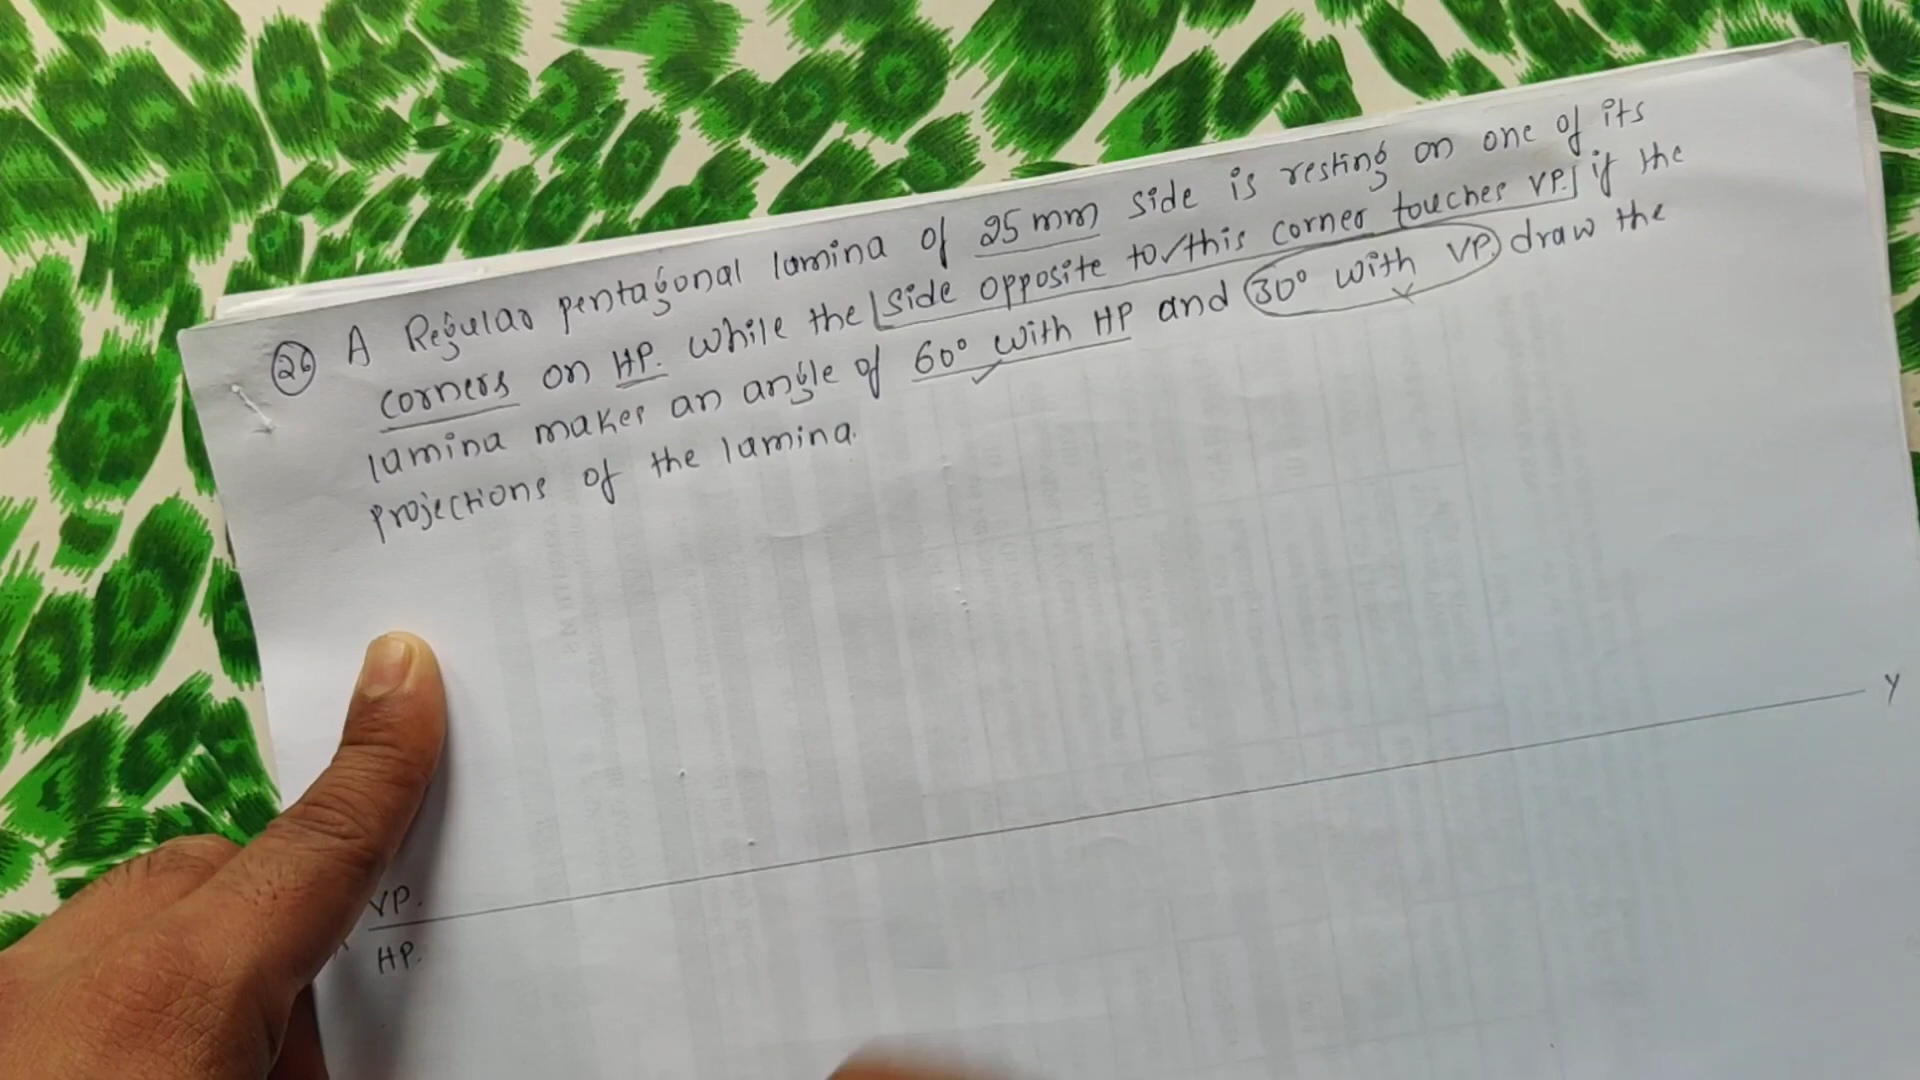 26 A Regular pentagonal lamina of 25 mm side is resting on one of its
corners on HP. while the side opposite to this corner touches VP. if the
lamina makes an angle of 60° with HP and 30° with VP. draw the
projections of the lamina.
Y
VP.
HP.